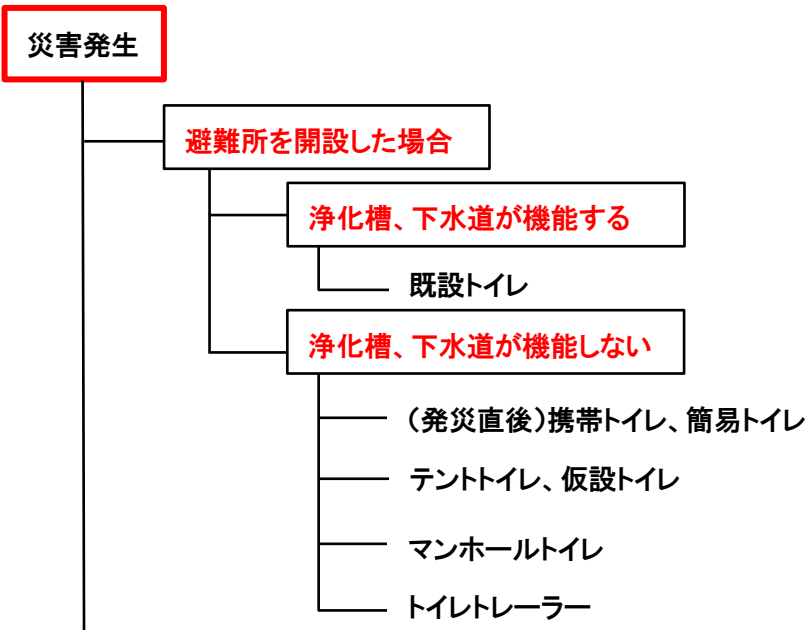 災害発生
避難所を開設した場合
浄化槽、下水道が機能する
既設トイレ
浄化槽、下水道が機能しない
（発災直後）携帯トイレ、簡易トイレ
テントトイレ、仮設トイレ
マンホールトイレ
トイレトレーラー